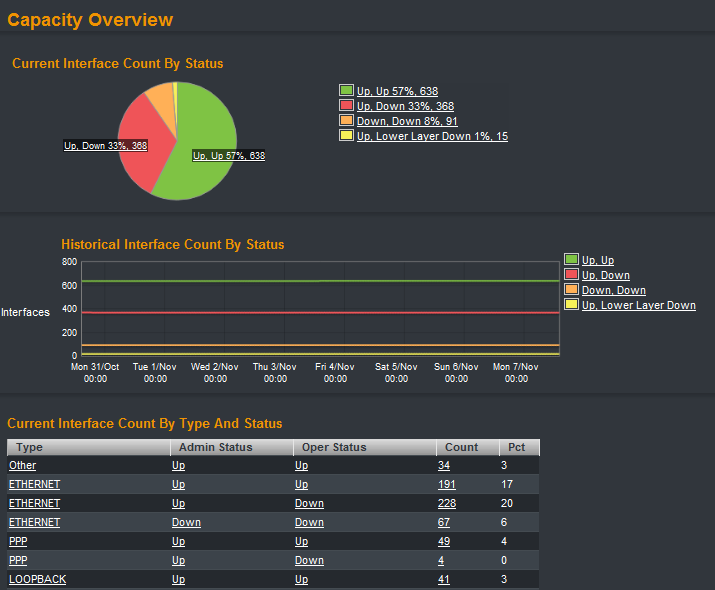 Capacity Overview
Current Interface Count By Status
Up, Down 33%, 368
Up, Up 57%, 638
Up, Up 57%, 638
Up, Down 33%, 368
Down, Down 8%, 91
Up, Lower Layer Down 1%, 15
Historical Interface Count By Status
800
600
400
200
0
Interfaces
Mon 31/Oct Tue 1/Nov Wed 2/Nov Thu 3/Nov Fri 4/Nov Sat 5/Nov Sun 6/Nov Mon 7/Nov
00:00 00:00 00:00 00:00 00:00 00:00 00:00 00:00
Up, Up
Up, Down
Down, Down
Up, Lower Layer Down
Current Interface Count By Type And Status
Type Admin Status Oper Status Count Pct
Other Up Up 34 3
ETHERNET Up Up 191 17
ETHERNET Up Down 228 20
ETHERNET Down Down 67 6
PPP Up Up 49 4
PPP Up Down 4 0
LOOPBACK Up Up 41 3